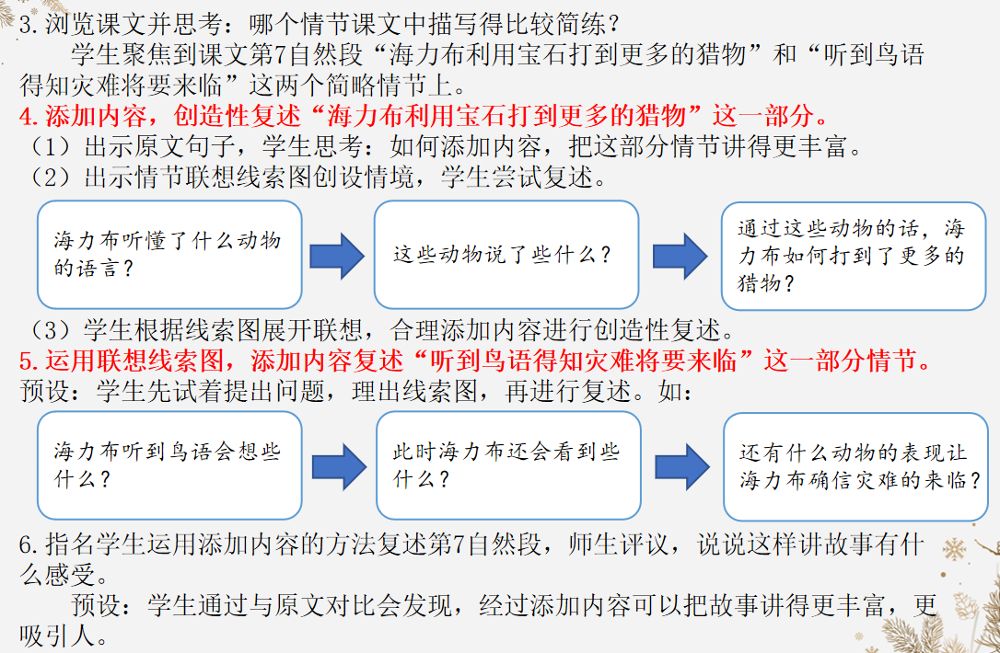 3.浏览课文并思考：哪个情节课文中描写得比较简练？
学生聚焦到课文第7自然段“海力布利用宝石打到更多的猎物”和“听到鸟语
得知灾难将要来临”这两个简略情节上。
4.添加内容，创造性复述“海力布利用宝石打到更多的猎物”这一部分。
（1）出示原文句子，学生思考：如何添加内容，把这部分情节讲得更丰富。
（2）出示情节联想线索图创设情境，学生尝试复述。
海力布听懂了什么动物
的语言？
这些动物说了些什么？
通过这些动物的话，海
力布如何打到了更多的
猎物？
（3）学生根据线索图展开联想，合理添加内容进行创造性复述。
5.运用联想线索图，添加内容复述“听到鸟语得知灾难将要来临”这一部分情节。
预设：学生先试着提出问题，理出线索图，再进行复述。如：
海力布听到鸟语会想些
什么？
此时海力布还会看到些
什么？
还有什么动物的表现让
海力布确信灾难的来临？
6.指名学生运用添加内容的方法复述第7自然段，师生评议，说说这样讲故事有什
么感受。
预设：学生通过与原文对比会发现，经过添加内容可以把故事讲得更丰富，更
吸引人。